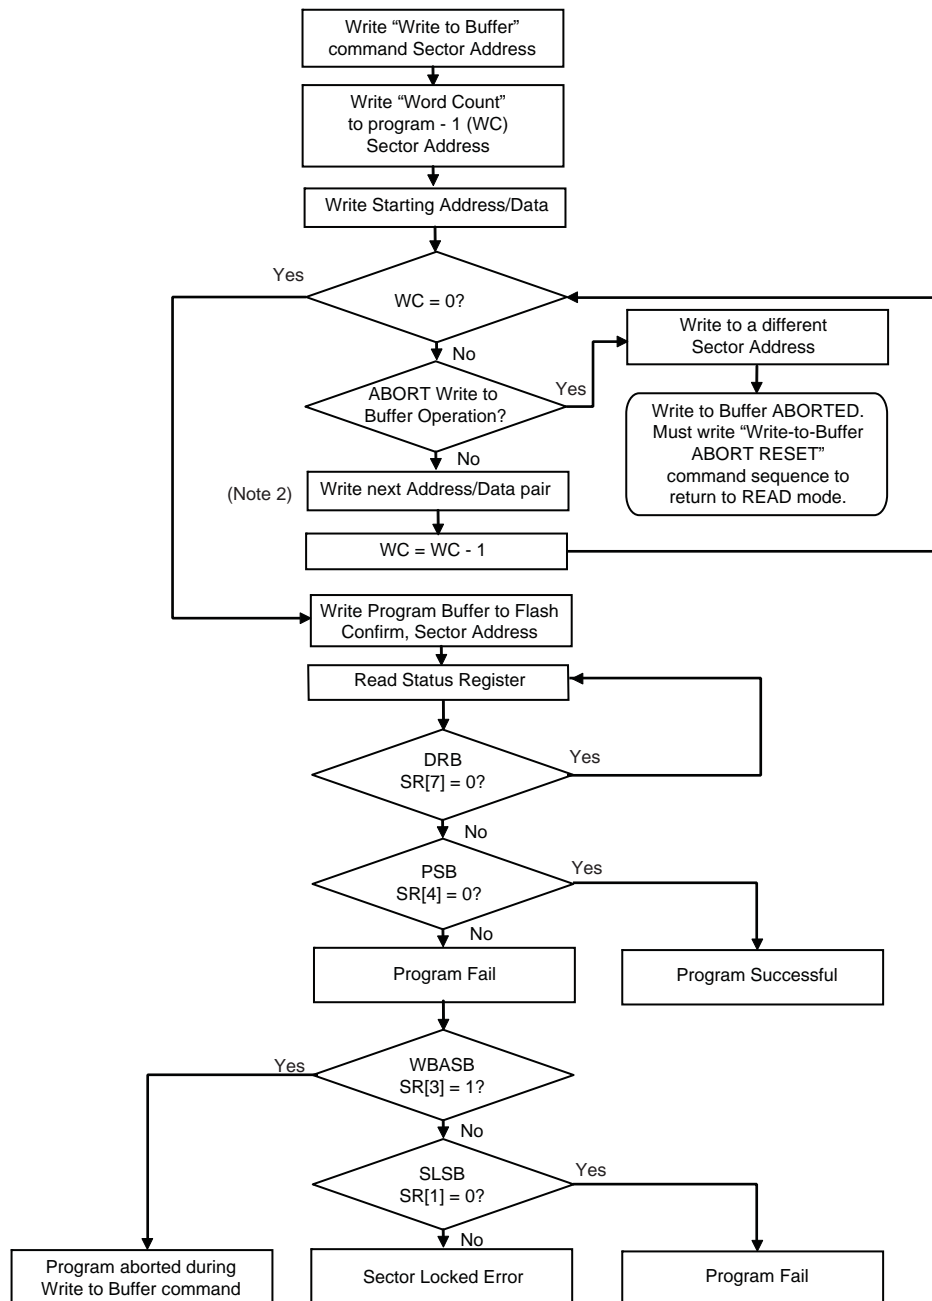 Write “Write to Buffer”
command Sector Address
Write “Word Count”
to program - 1 (WC)
Sector Address
Write Starting Address/Data
Yes
WC = 0?
Write to a different
Sector Address
No
ABORT Write to
Buffer Operation?
Yes
Write to Buffer ABORTED.
Must write “Write-to-Buffer
ABORT RESET”
command sequence to
return to READ mode.
No
(Note 2)
Write next Address/Data pair
WC = WC - 1
Write Program Buffer to Flash
Confirm, Sector Address
Read Status Register
DRB
SR[7] = 0?
Yes
No
PSB
SR[4] = 0?
Yes
No
Program Fail
Program Successful
Yes
WBASB
SR[3] = 1?
No
SLSB
SR[1] = 0?
Yes
No
Program aborted during
Write to Buffer command
Sector Locked Error
Program Fail